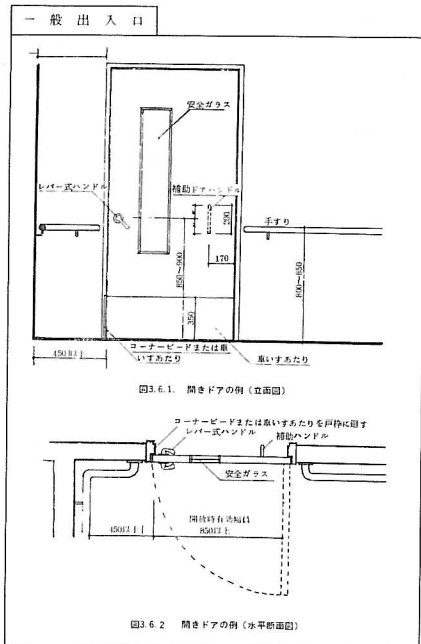 一般出入口
安全ガラス
レバー式ハンドル
補助ドアハンドル
200
手すり
170
850~900
800~850
350
コーナービードまたは車
いすあたり
車いすあたり
450以上
図3.6.1. 開きドアの例（立面図）
コーナービードまたは車いすあたりを戸枠に廻す
レバー式ハンドル
補助ハンドル
安全ガラス
450以上
開放時有効幅員
850以上
図3.6.2 開きドアの例（水平断面図）